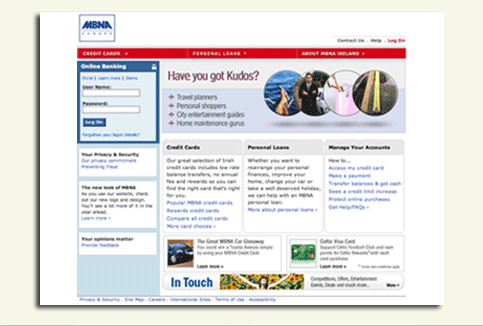 MBNA
EUROPE
Contact Us . Help . Log On
CREDIT CARDS
PERSONAL LOANS
ABOUT MBNA IRELAND
Online Banking
Enrol | Learn more | Demo
User Name:
Password:
Log On
Forgotten your logon details?
Have you got Kudos?
Travel planners
Personal shoppers
City entertainment guides
Home maintenance gurus
Your Privacy & Security
Our privacy commitment
Preventing fraud
The new look of MBNA
As you use our website, check
out our new logo and design.
You'll see a lot more of it in the
year ahead.
Learn more
Your opinions matter
Provide feedback
Credit Cards
Our great selection of Irish
credit cards includes low rate
balance transfers, no annual
fee and rewards so you can
find the right card that's right
for you.
Popular MBNA credit cards
Rewards credit cards
Compare all credit cards
More card choices
Personal Loans
Whether you want to
rearrange your personal
finances, improve your
home, change your car or
take a well deserved holiday,
we can help with an MBNA
personal loan.
More about personal loans
Manage Your Accounts
How to...
Access my credit card
Make a payment
Transfer balances & get cash
Seek a credit limit increase
Protect online purchases
Get Help/FAQs
The Great MBNA Car Giveaway
You could win a Toyota Avensis simply
by using your MBNA Credit Card.
Learn more
Celtic Visa Card
Support Celtic Football Club and earn
points for Celtic Rewards with each
card purchase
Learn more
In Touch
Competitions, Offers, Entertainment
Events, Deals and much more...
More
Privacy & Security . Site Map . Careers . International Sites . Terms of Use . Accessibility